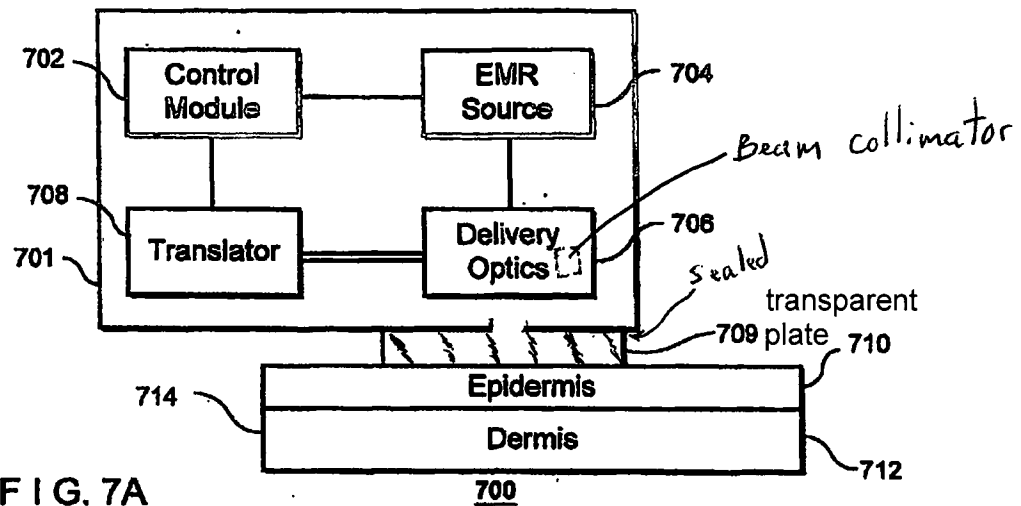 702
Control
Module
EMR
Source
704
Beam collimator
708
Translator
Delivery
Optics
706
701
sealed
transparent
709 plate
710
Epidermis
714
Dermis
712
FIG. 7A
700